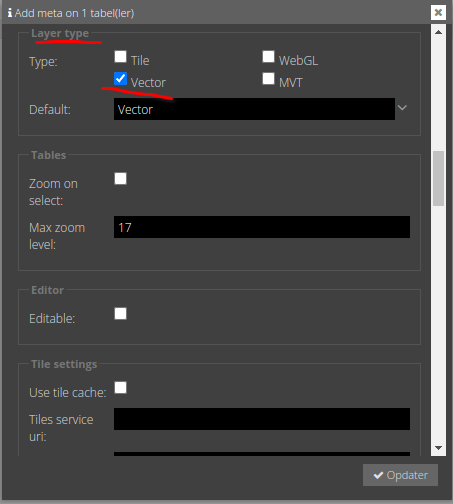 Add meta on 1 tabel(ler)
Layer type
Type:
Tile
WebGL
Vector
MVT
Default:
Vector
Tables
Zoom on
select:
Max zoom
level:
17
Editor
Editable:
Tile settings
Use tile cache:
Tiles service
uri:
Opdater